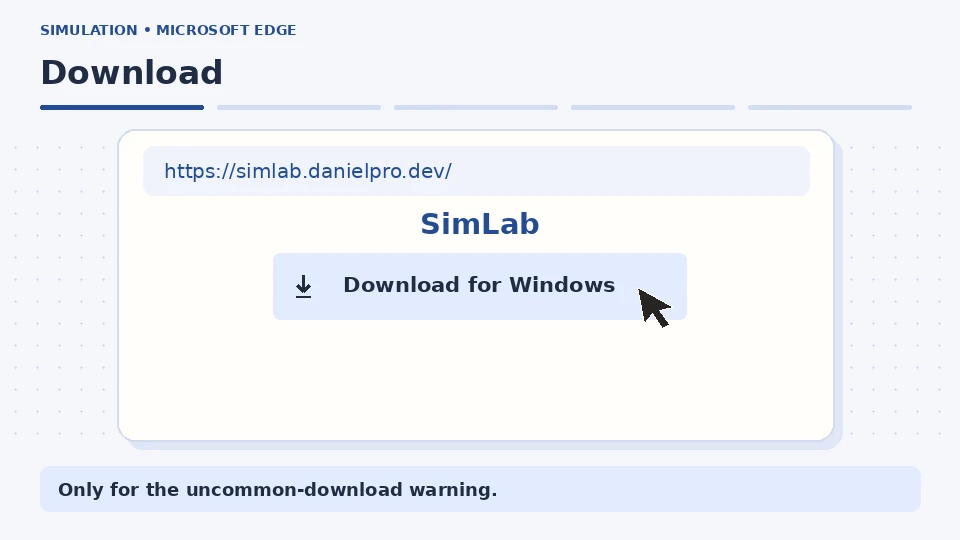 SIMULATION • MICROSOFT EDGE
Download
https://simlab.danielpro.dev/
SimLab
Download for Windows
Only for the uncommon-download warning.